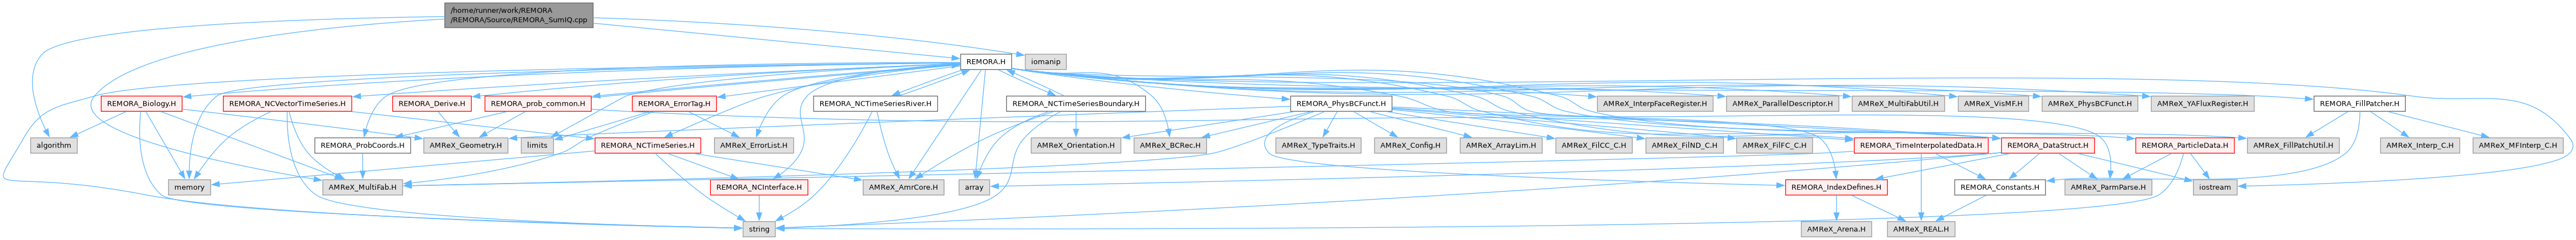 /home/runner/work/REMORA
/REMORA/Source/REMORA_SumIQ.cpp
REMORA.H
iomanip
REMORA_Biology.H
REMORA_NCVectorTimeSeries.H
REMORA_Derive.H
REMORA_prob_common.H
REMORA_ErrorTag.H
REMORA_NCTimeSeriesRiver.H
REMORA_NCTimeSeriesBoundary.H
REMORA_PhysBCFunct.H
AMReX_InterpFaceRegister.H
AMReX_ParallelDescriptor.H
AMReX_MultiFabUtil.H
AMReX_VisMF.H
AMReX_PhysBCFunct.H
AMReX_YAFluxRegister.H
REMORA_FillPatcher.H
algorithm
REMORA_ProbCoords.H
AMReX_Geometry.H
limits
REMORA_NCTimeSeries.H
AMReX_ErrorList.H
AMReX_Orientation.H
AMReX_BCRec.H
AMReX_TypeTraits.H
AMReX_Config.H
AMReX_ArrayLim.H
AMReX_FilCC_C.H
AMReX_FilND_C.H
AMReX_FilFC_C.H
REMORA_TimeInterpolatedData.H
REMORA_DataStruct.H
REMORA_ParticleData.H
AMReX_FillPatchUtil.H
AMReX_Interp_C.H
AMReX_MFInterp_C.H
memory
AMReX_MultiFab.H
REMORA_NCInterface.H
AMReX_AmrCore.H
array
REMORA_IndexDefines.H
REMORA_Constants.H
AMReX_ParmParse.H
iostream
string
AMReX_Arena.H
AMReX_REAL.H